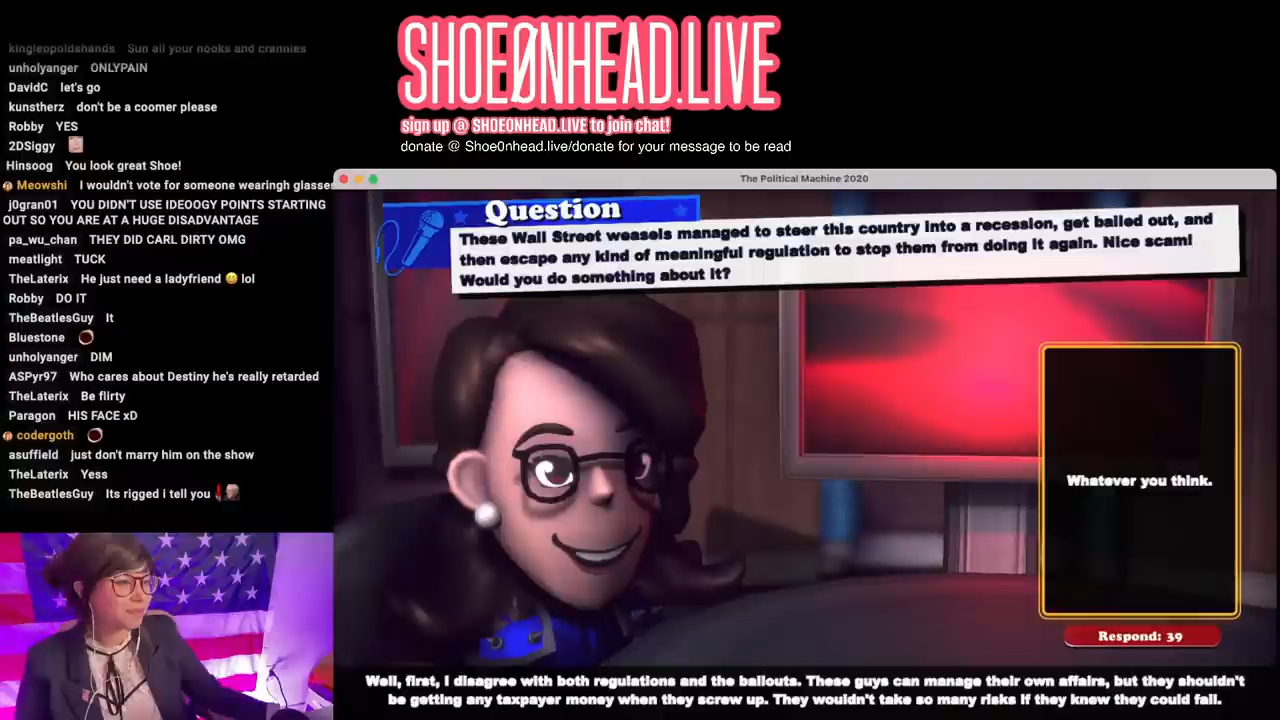 kingleopoldshands Sun all your nooks and crannies
unholyanger ONLYPAIN
DavidC let's go
kunstherz don't be a coomer please
Robby YES
2DSiggy
Hinsoog You look great Shoe!
Meowshi I wouldn't vote for someone wearingh glasses
j0gran01 YOU DIDN'T USE IDEOOGY POINTS STARTING
OUT SO YOU ARE AT A HUGE DISADVANTAGE
pa_wu_chan THEY DID CARL DIRTY OMG
meatlight TUCK
TheLaterix He just need a ladyfriend 😀 lol
Robby DO IT
TheBeatlesGuy It
Bluestone
unholyanger DIM
ASPyr97 Who cares about Destiny he's really retarded
TheLaterix Be flirty
Paragon HIS FACE xD
codergoth
asuffield just don't marry him on the show
TheLaterix Yess
TheBeatlesGuy Its rigged i tell you
SHOE0NHEAD.LIVE
sign up @ SHOE0NHEAD.LIVE to join chat!
donate @ Shoe0nhead.live/donate for your message to be read
The Political Machine 2020
Question
These Wall Street weasels managed to steer this country into a recession, get bailed out, and
then escape any kind of meaningful regulation to stop them from doing it again. Nice scam!
Would you do something about it?
Whatever you think.
Respond: 39
Well, first, I disagree with both regulations and the bailouts. These guys can manage their own affairs, but they shouldn't
be getting any taxpayer money when they screw up. They wouldn't take so many risks if they knew they could fail.